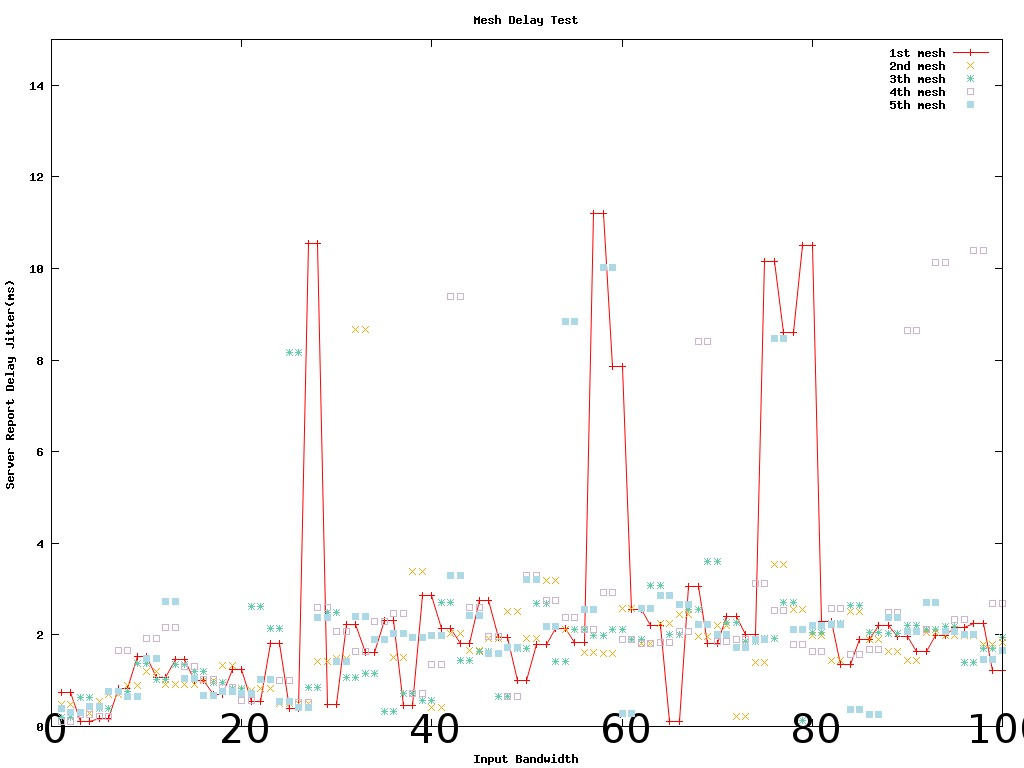 Mesh Delay Test
1st mesh
2nd mesh
3th mesh
4th mesh
5th mesh
14
12
10
8
6
4
2
0
Server Report Delay Jitter(ms)
0 20 40 60 80 100
Input Bandwidth